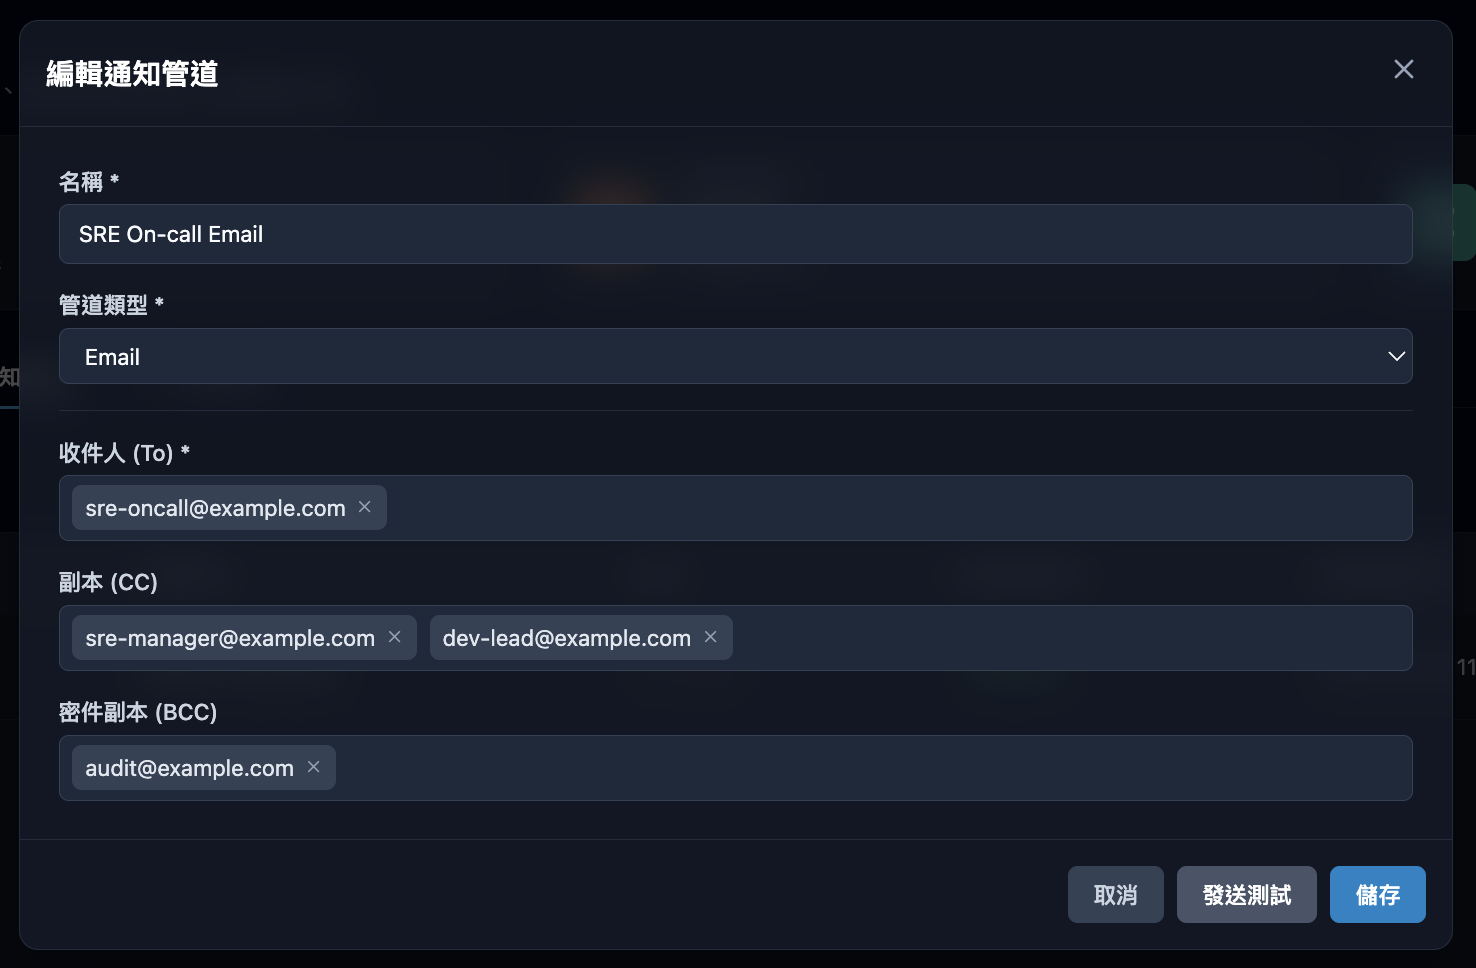 編輯通知管道
名稱 *
SRE On-call Email
管道類型 *
Email
知
收件人 (To) *
sre-oncall@example.com
副本 (CC)
sre-manager@example.com dev-lead@example.com
11
密件副本 (BCC)
audit@example.com
取消 發送測試 儲存